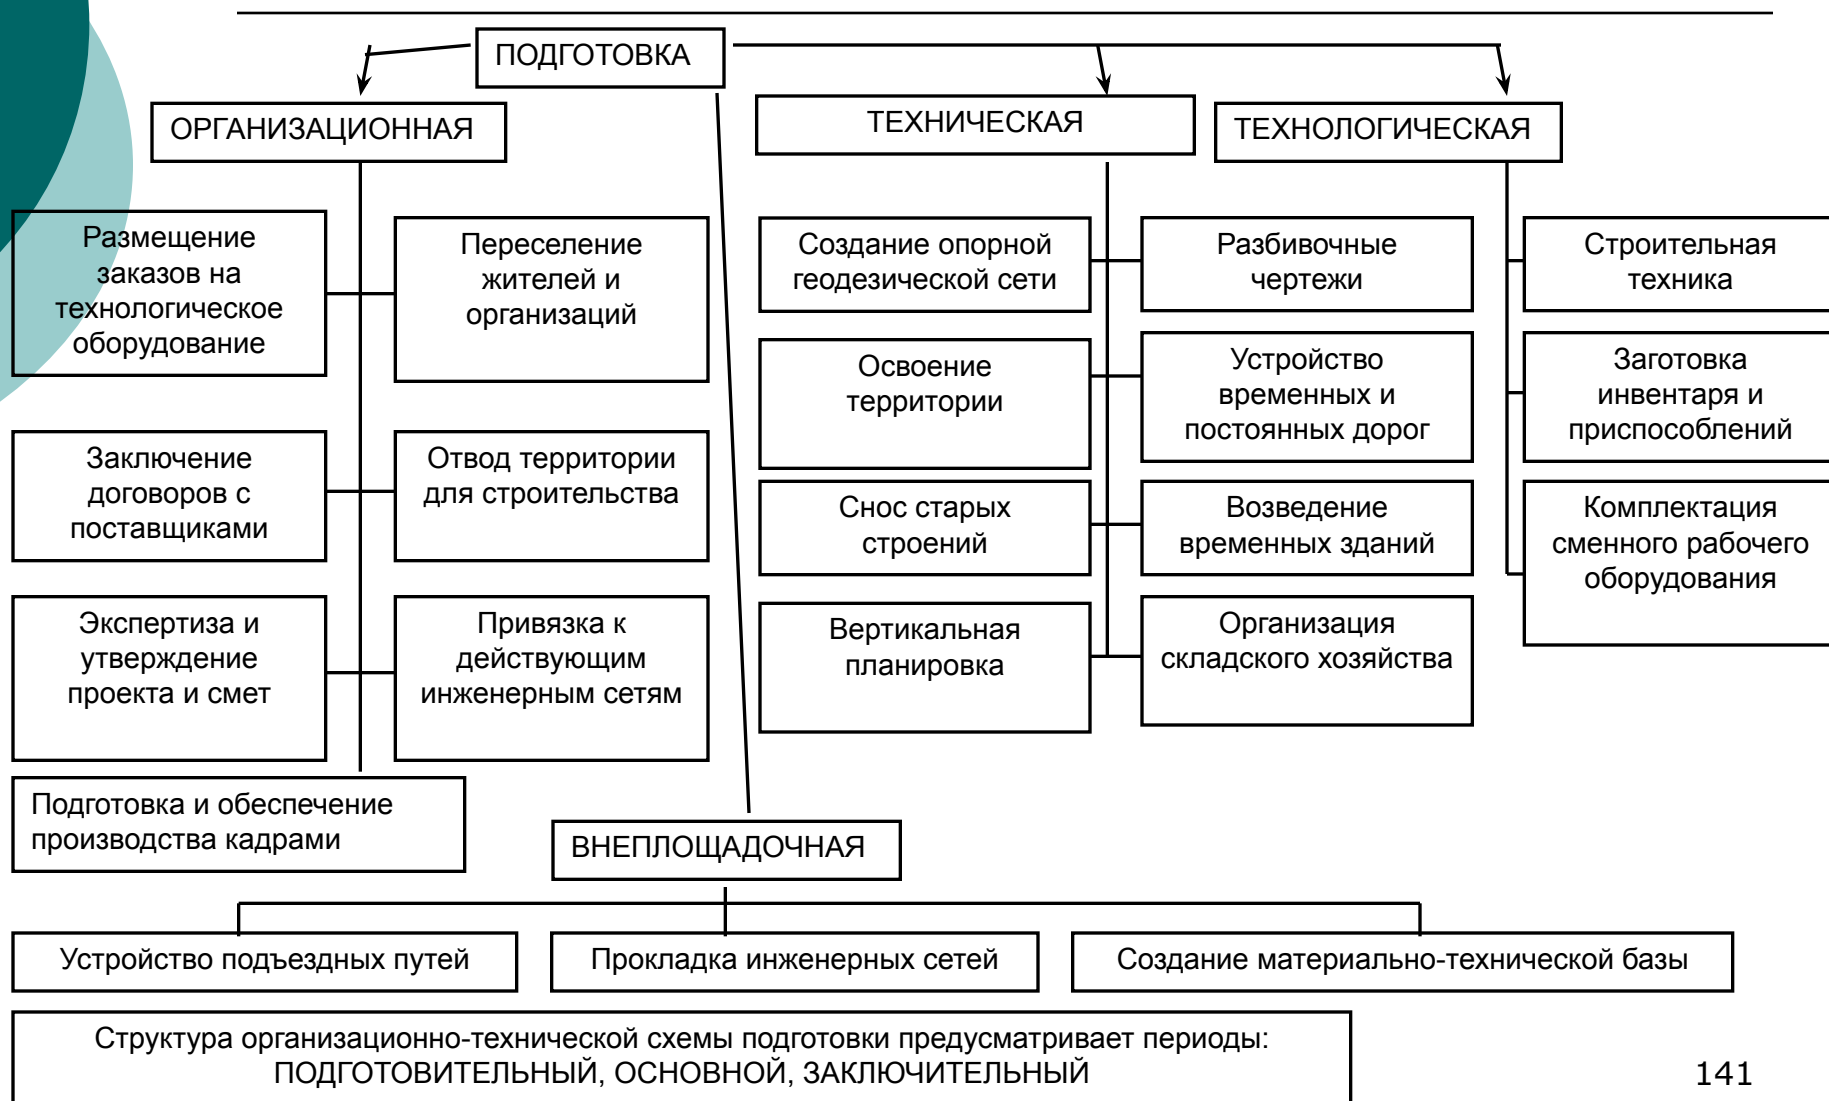 ПОДГОТОВКА
ОРГАНИЗАЦИОННАЯ
ТЕХНИЧЕСКАЯ
ТЕХНОЛОГИЧЕСКАЯ
Размещение
заказов на
технологическое
оборудование
Переселение
жителей и
организаций
Заключение
договоров с
поставщиками
Отвод территории
для строительства
Экспертиза и
утверждение
проекта и смет
Привязка к
действующим
инженерным сетям
Подготовка и обеспечение
производства кадрами
Создание опорной
геодезической сети
Разбивочные
чертежи
Освоение
территории
Устройство
временных и
постоянных дорог
Снос старых
строений
Возведение
временных зданий
Вертикальная
планировка
Организация
складского хозяйства
Строительная
техника
Заготовка
инвентаря и
приспособлений
Комплектация
сменного рабочего
оборудования
ВНЕПЛОЩАДОЧНАЯ
Устройство подъездных путей
Прокладка инженерных сетей
Создание материально-технической базы
Структура организационно-технической схемы подготовки предусматривает периоды:
ПОДГОТОВИТЕЛЬНЫЙ, ОСНОВНОЙ, ЗАКЛЮЧИТЕЛЬНЫЙ
141